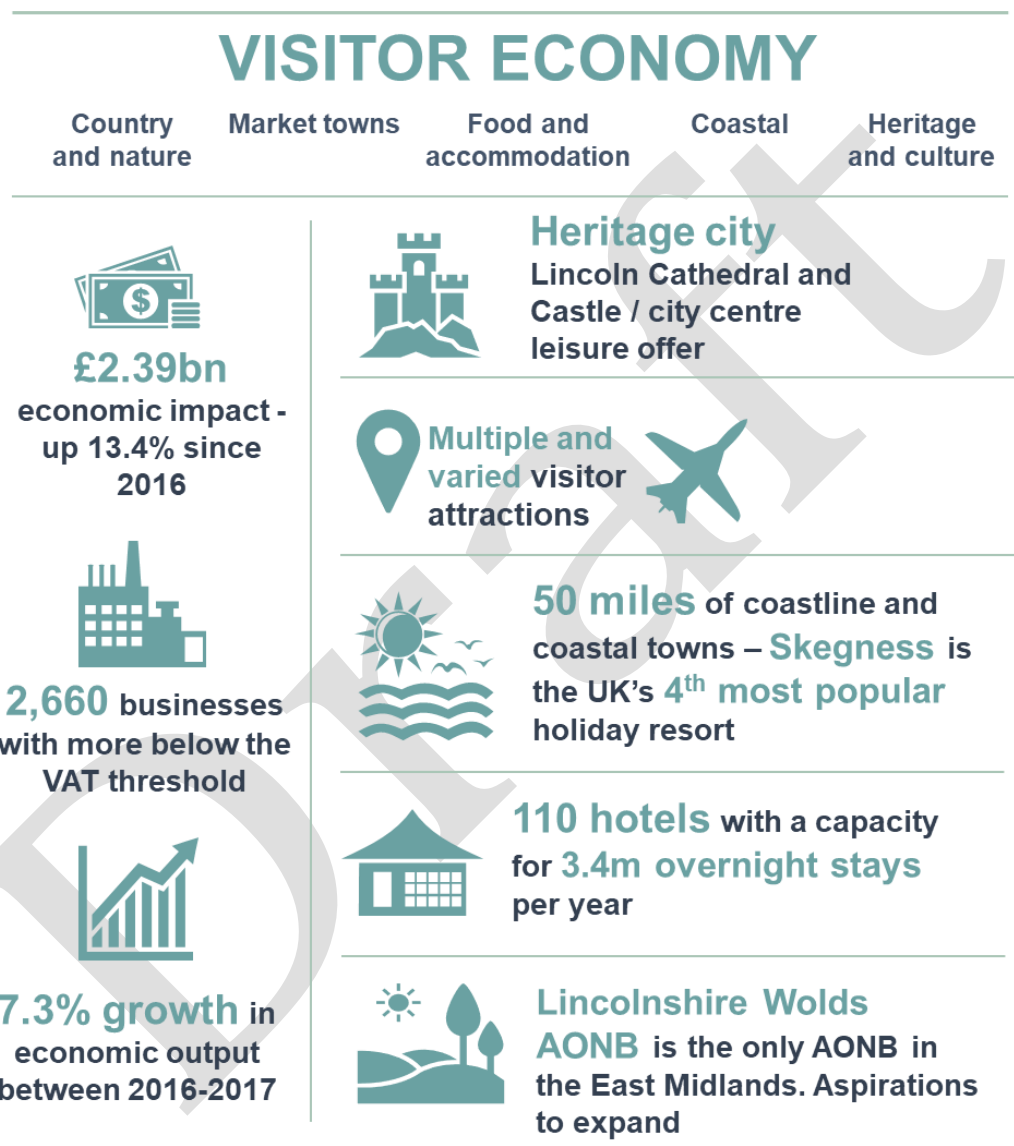 VISITOR ECONOMY
Country
and nature
Market towns
Food and
accommodation
Coastal
Heritage
and culture
$
£2.39bn
economic impact -
up 13.4% since
2016
2,660 businesses
with more below the
VAT threshold
7.3% growth in
economic output
between 2016-2017
Heritage city
Lincoln Cathedral and
Castle / city centre
leisure offer
Multiple and
varied visitor
attractions
50 miles of coastline and
coastal towns – Skegness is
the UK's 4th most popular
holiday resort
110 hotels with a capacity
for 3.4m overnight stays
per year
Lincolnshire Wolds
AONB is the only AONB in
the East Midlands. Aspirations
to expand
Draft